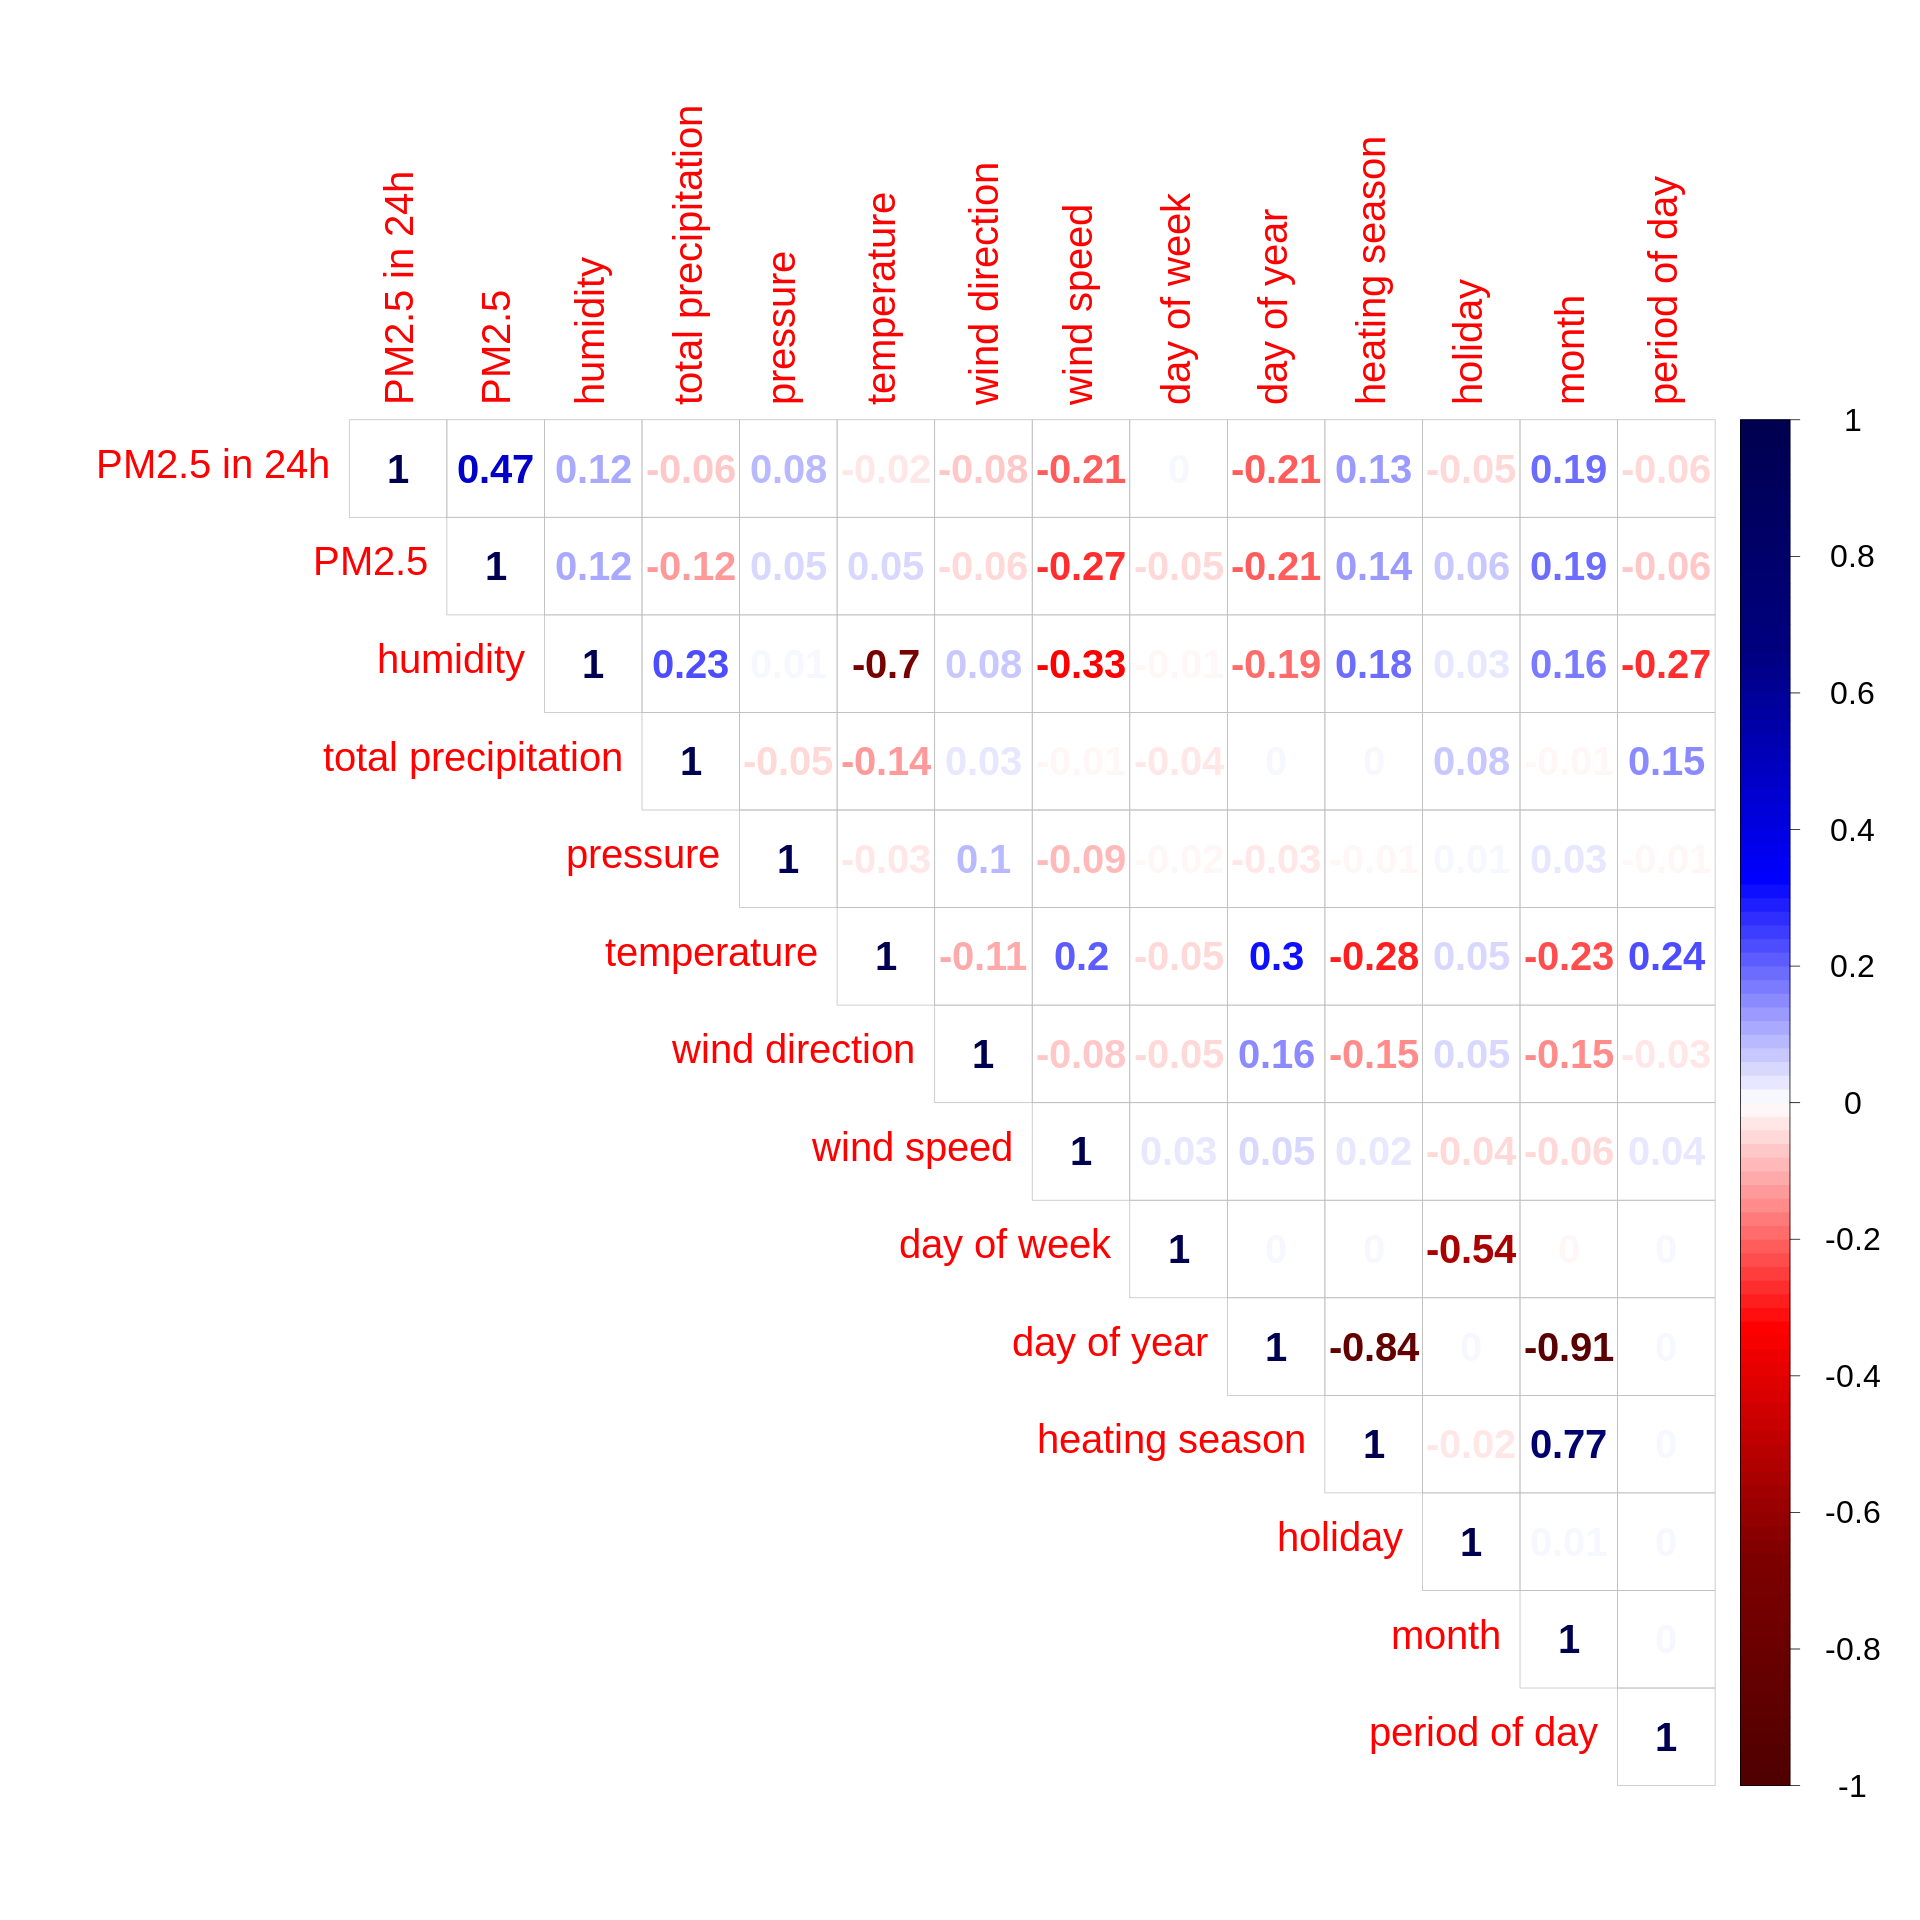 PM2.5 in 24h
PM2.5
humidity
total precipitation
pressure
temperature
wind direction
wind speed
day of week
day of year
heating season
holiday
month
period of day
PM2.5 in 24h 1 0.47 0.12 -0.06 0.08 -0.02 -0.08 -0.21 0 -0.21 0.13 -0.05 0.19 -0.06
PM2.5 1 0.12 -0.12 0.05 0.05 -0.06 -0.27 -0.05 -0.21 0.14 0.06 0.19 -0.06
humidity 1 0.23 0.01 -0.7 0.08 -0.33 -0.01 -0.19 0.18 0.03 0.16 -0.27
total precipitation 1 -0.05 -0.14 0.03 -0.01 -0.04 0 0 0.08 -0.01 0.15
pressure 1 -0.03 0.1 -0.09 -0.02 -0.03 -0.01 0.01 0.03 -0.01
temperature 1 -0.11 0.2 -0.05 0.3 -0.28 0.05 -0.23 0.24
wind direction 1 -0.08 -0.05 0.16 -0.15 0.05 -0.15 -0.03
wind speed 1 0.03 0.05 0.02 -0.04 -0.06 0.04
day of week 1 0 0 -0.54 0 0
day of year 1 -0.84 0 -0.91 0
heating season 1 -0.02 0.77 0
holiday 1 0.01 0
month 1 0
period of day 1
1
0.8
0.6
0.4
0.2
0
-0.2
-0.4
-0.6
-0.8
-1